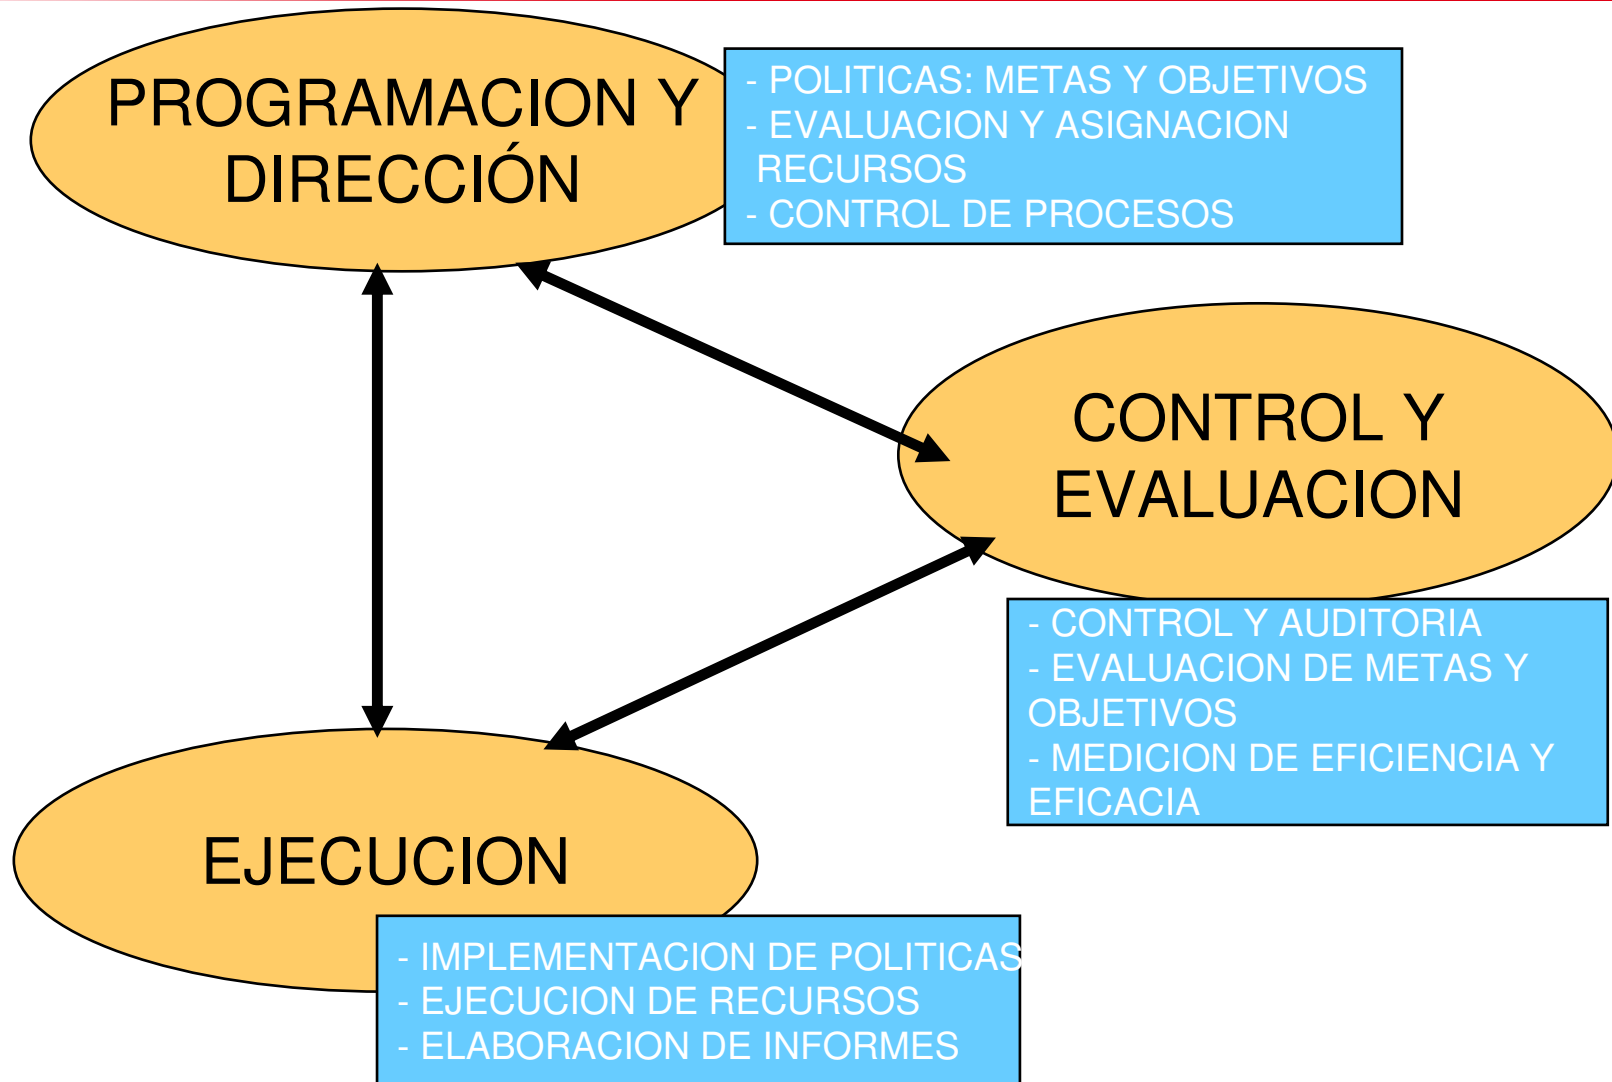 PROGRAMACION Y
DIRECCIÓN
- POLITICAS: METAS Y OBJETIVOS
- EVALUACION Y ASIGNACION
RECURSOS
- CONTROL DE PROCESOS
CONTROL Y
EVALUACION
- CONTROL Y AUDITORIA
- EVALUACION DE METAS Y
OBJETIVOS
- MEDICION DE EFICIENCIA Y
EFICACIA
EJECUCION
- IMPLEMENTACION DE POLITICAS
- EJECUCION DE RECURSOS
- ELABORACION DE INFORMES